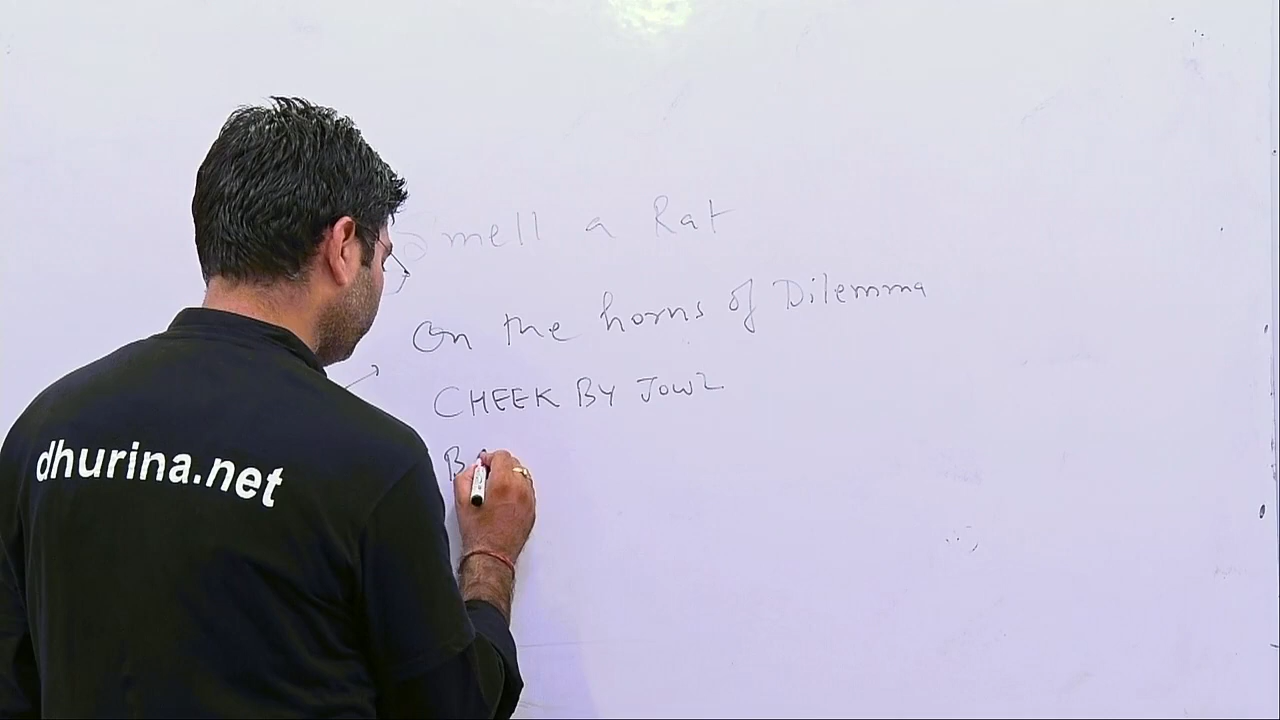 Smell a Rat
On the horns of Dilemma
CHEEK BY JOWL
B
dhurina.net